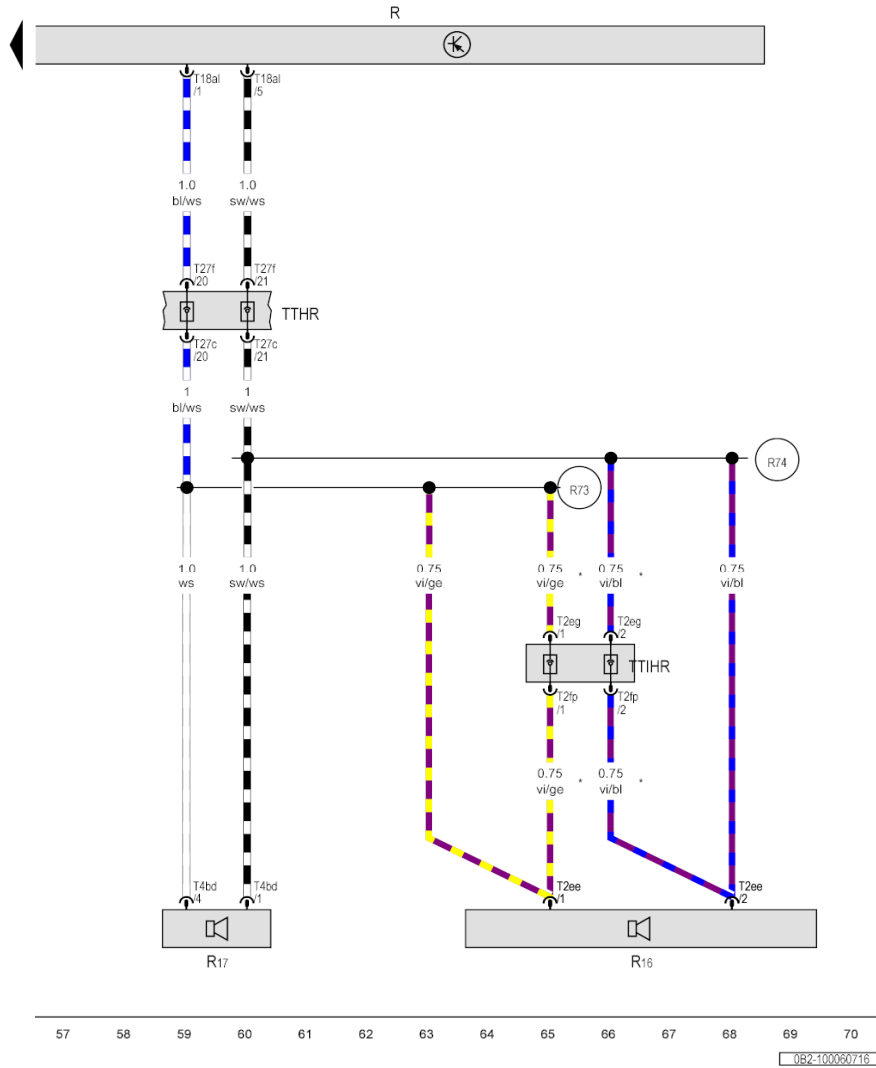 R
T18al
/1
T18al
/5
1.0
bl/ws
1.0
sw/ws
T27f
/20
T27f
/21
TTHR
T27c
/20
T27c
/21
1
bl/ws
1
sw/ws
R74
R73
1.0
ws
1.0
sw/ws
0.75
vi/ge
0.75
vi/ge *
0.75
vi/bl *
0.75
vi/bl
T2eg
/1
T2eg
/2
TTIHR
T2fp
/1
T2fp
/2
0.75
vi/ge *
0.75
vi/bl *
T4bd
/4
T4bd
/1
T2ee
/1
T2ee
/2
R17
R16
57 58 59 60 61 62 63 64 65 66 67 68 69 70
0B2-100060716